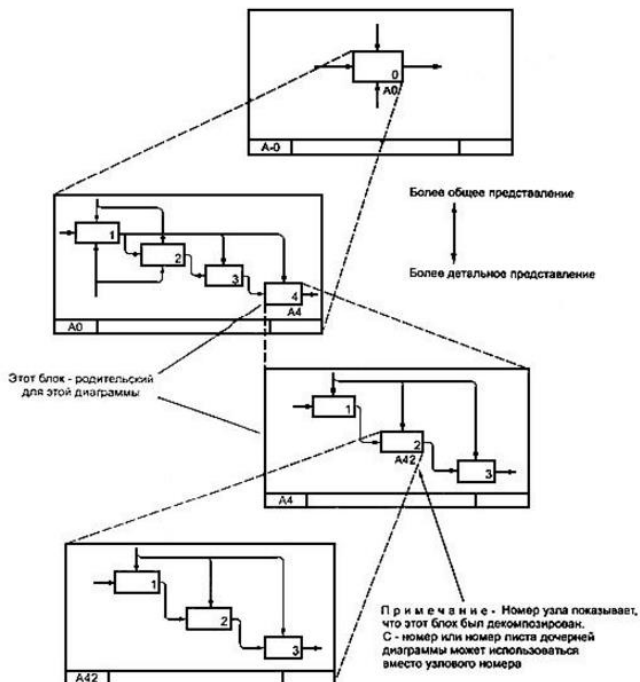 0
A0
A-0
Более общее представление
Более детальное представление
1
2
3
4
A4
A0
Этот блок - родительский
для этой диаграммы
1
2
A42
3
A4
1
2
3
A42
Примечание - Номер узла показывает,
что этот блок был декомпозирован.
С - номер или номер листа дочерней
диаграммы может использоваться
вместо узлового номера